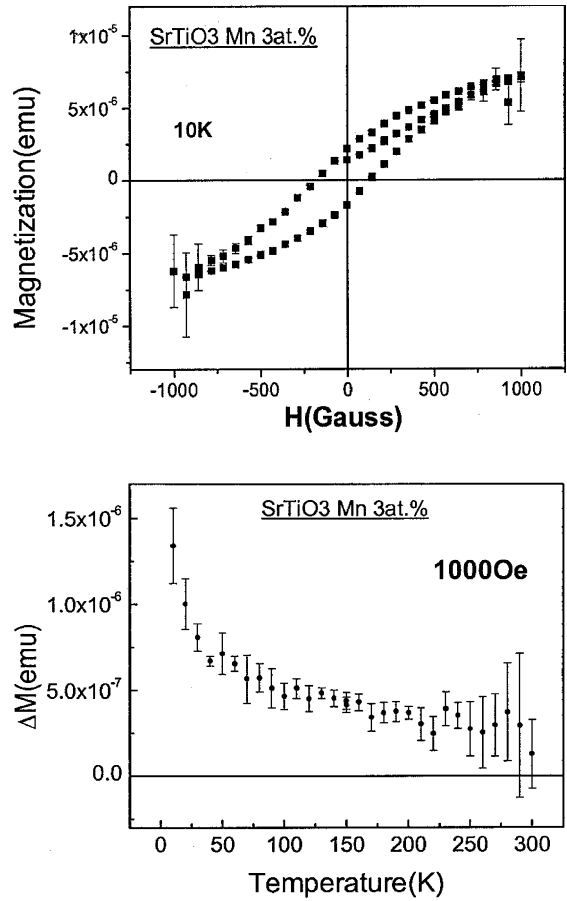 SrTiO3 Mn 3at.%
10K
Magnetization(emu)
1x10⁻⁵
5x10⁻⁶
0
-5x10⁻⁶
-1x10⁻⁵
-1000
-500
0
500
1000
H(Gauss)
SrTiO3 Mn 3at.%
1000Oe
ΔM(emu)
1.5x10⁻⁶
1.0x10⁻⁶
5.0x10⁻⁷
0.0
0
50
100
150
200
250
300
Temperature(K)